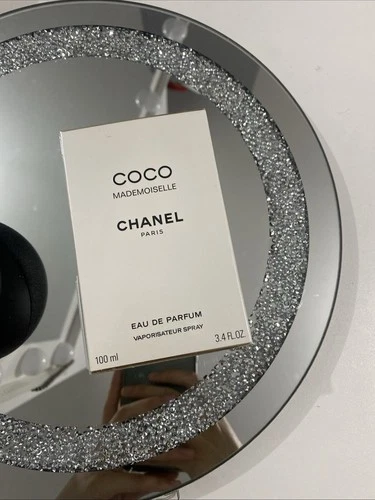 COCO
MADEMOISELLE
CHANEL
PARIS
EAU DE PARFUM
VAPORISATEUR SPRAY
100 ml 3.4 FL.OZ.